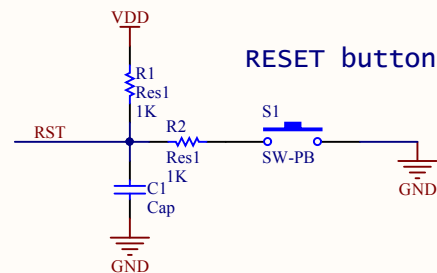 VDD
RESET button
R1
Res1
1K
S1
RST
R2
Res1
1K
SW-PB
C1
Cap
GND
GND